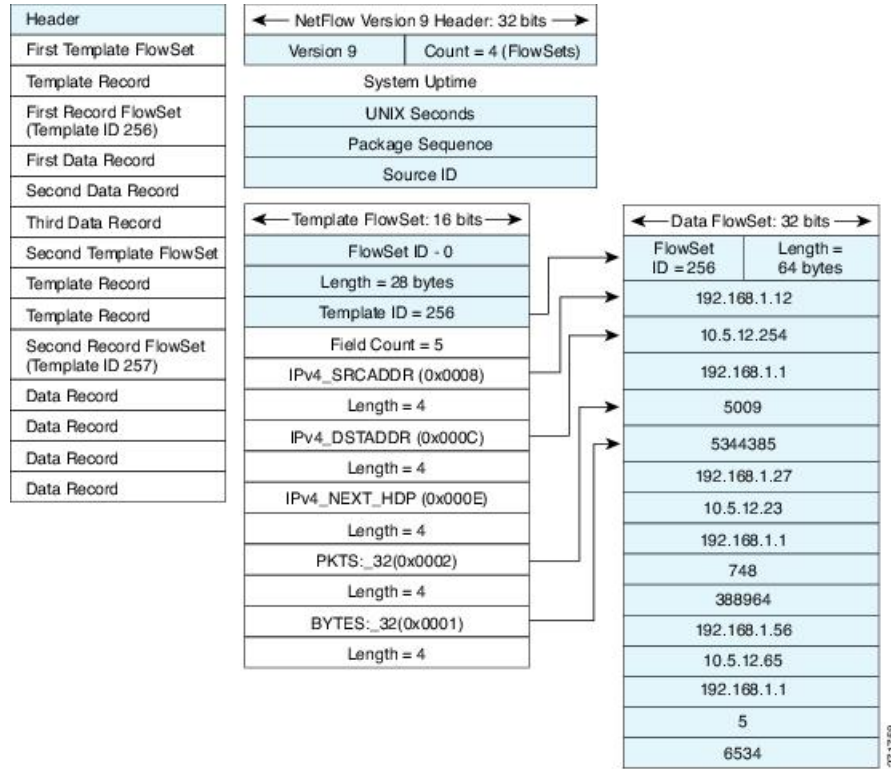 Header
First Template FlowSet
Template Record
First Record FlowSet
(Template ID 256)
First Data Record
Second Data Record
Third Data Record
Second Template FlowSet
Template Record
Template Record
Second Record FlowSet
(Template ID 257)
Data Record
Data Record
Data Record
Data Record
NetFlow Version 9 Header: 32 bits
Version 9
Count = 4 (FlowSets)
System Uptime
UNIX Seconds
Package Sequence
Source ID
Template FlowSet: 16 bits
FlowSet ID - 0
Length = 28 bytes
Template ID = 256
Field Count = 5
IPv4_SRCADDR (0x0008)
Length = 4
IPv4_DSTADDR (0x000C)
Length = 4
IPv4_NEXT_HDP (0x000E)
Length = 4
PKTS:_32(0x0002)
Length = 4
BYTES:_32(0x0001)
Length = 4
Data FlowSet: 32 bits
FlowSet
ID = 256
Length =
64 bytes
192.168.1.12
10.5.12.254
192.168.1.1
5009
5344385
192.168.1.27
10.5.12.23
192.168.1.1
748
388964
192.168.1.56
10.5.12.65
192.168.1.1
5
6534